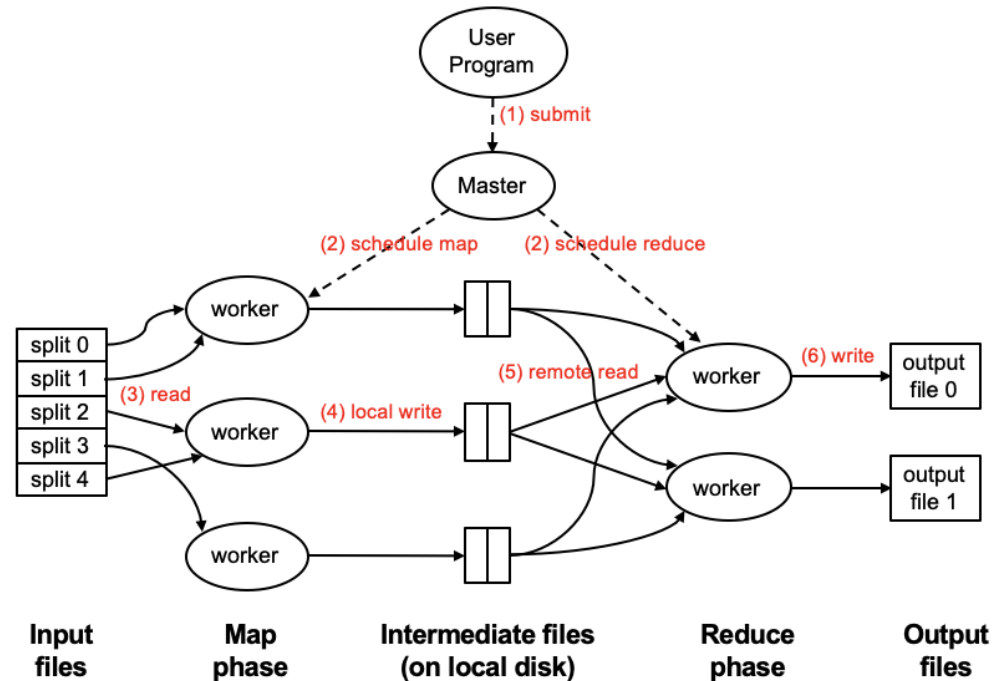 User
Program
(1) submit
Master
(2) schedule map
(2) schedule reduce
worker
split 0
split 1
split 2
split 3
split 4
(3) read
worker
(4) local write
worker
(5) remote read
worker
(6) write
output
file 0
worker
output
file 1
Input
files
Map
phase
Intermediate files
(on local disk)
Reduce
phase
Output
files